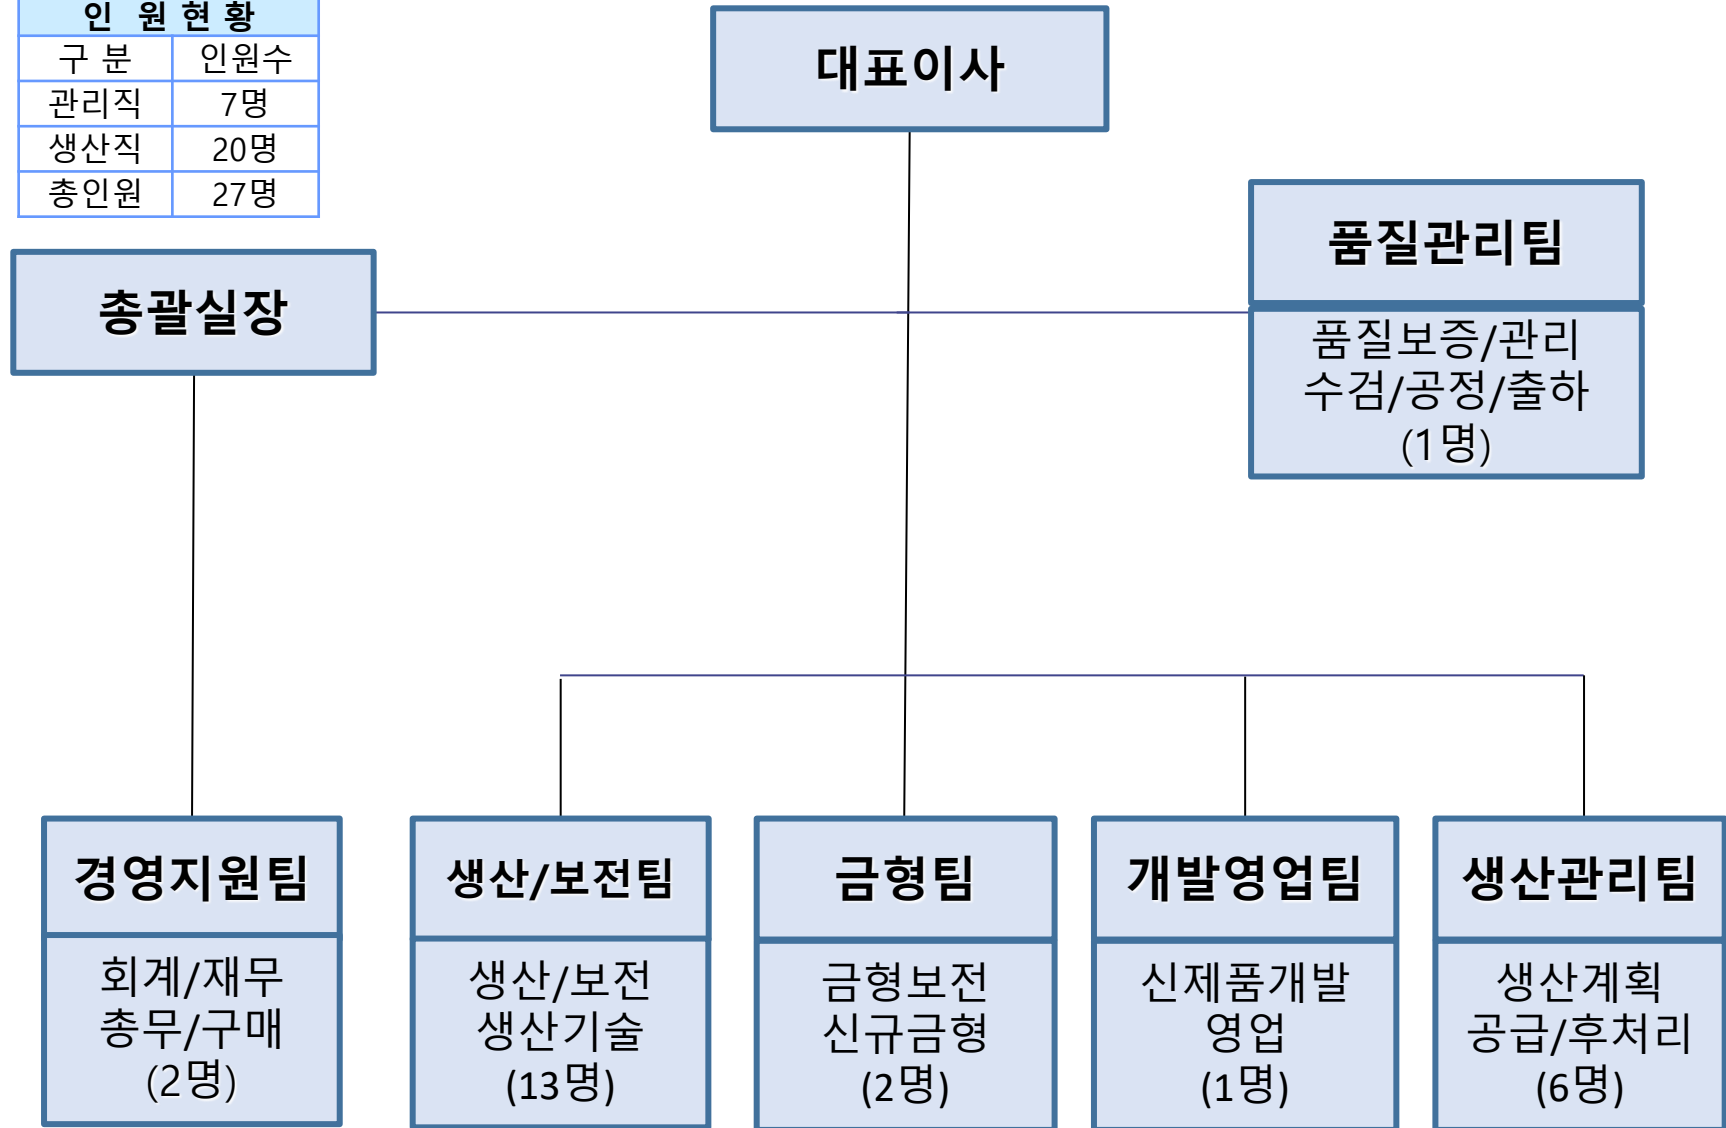 인 원 현 황
구 분 인원수
관리직 7명
생산직 20명
총인원 27명
대표이사
총괄실장
품질관리팀
품질보증/관리
수검/공정/출하
(1명)
경영지원팀
회계/재무
총무/구매
(2명)
생산/보전팀
생산/보전
생산기술
(13명)
금형팀
금형보전
신규금형
(2명)
개발영업팀
신제품개발
영업
(1명)
생산관리팀
생산계획
공급/후처리
(6명)